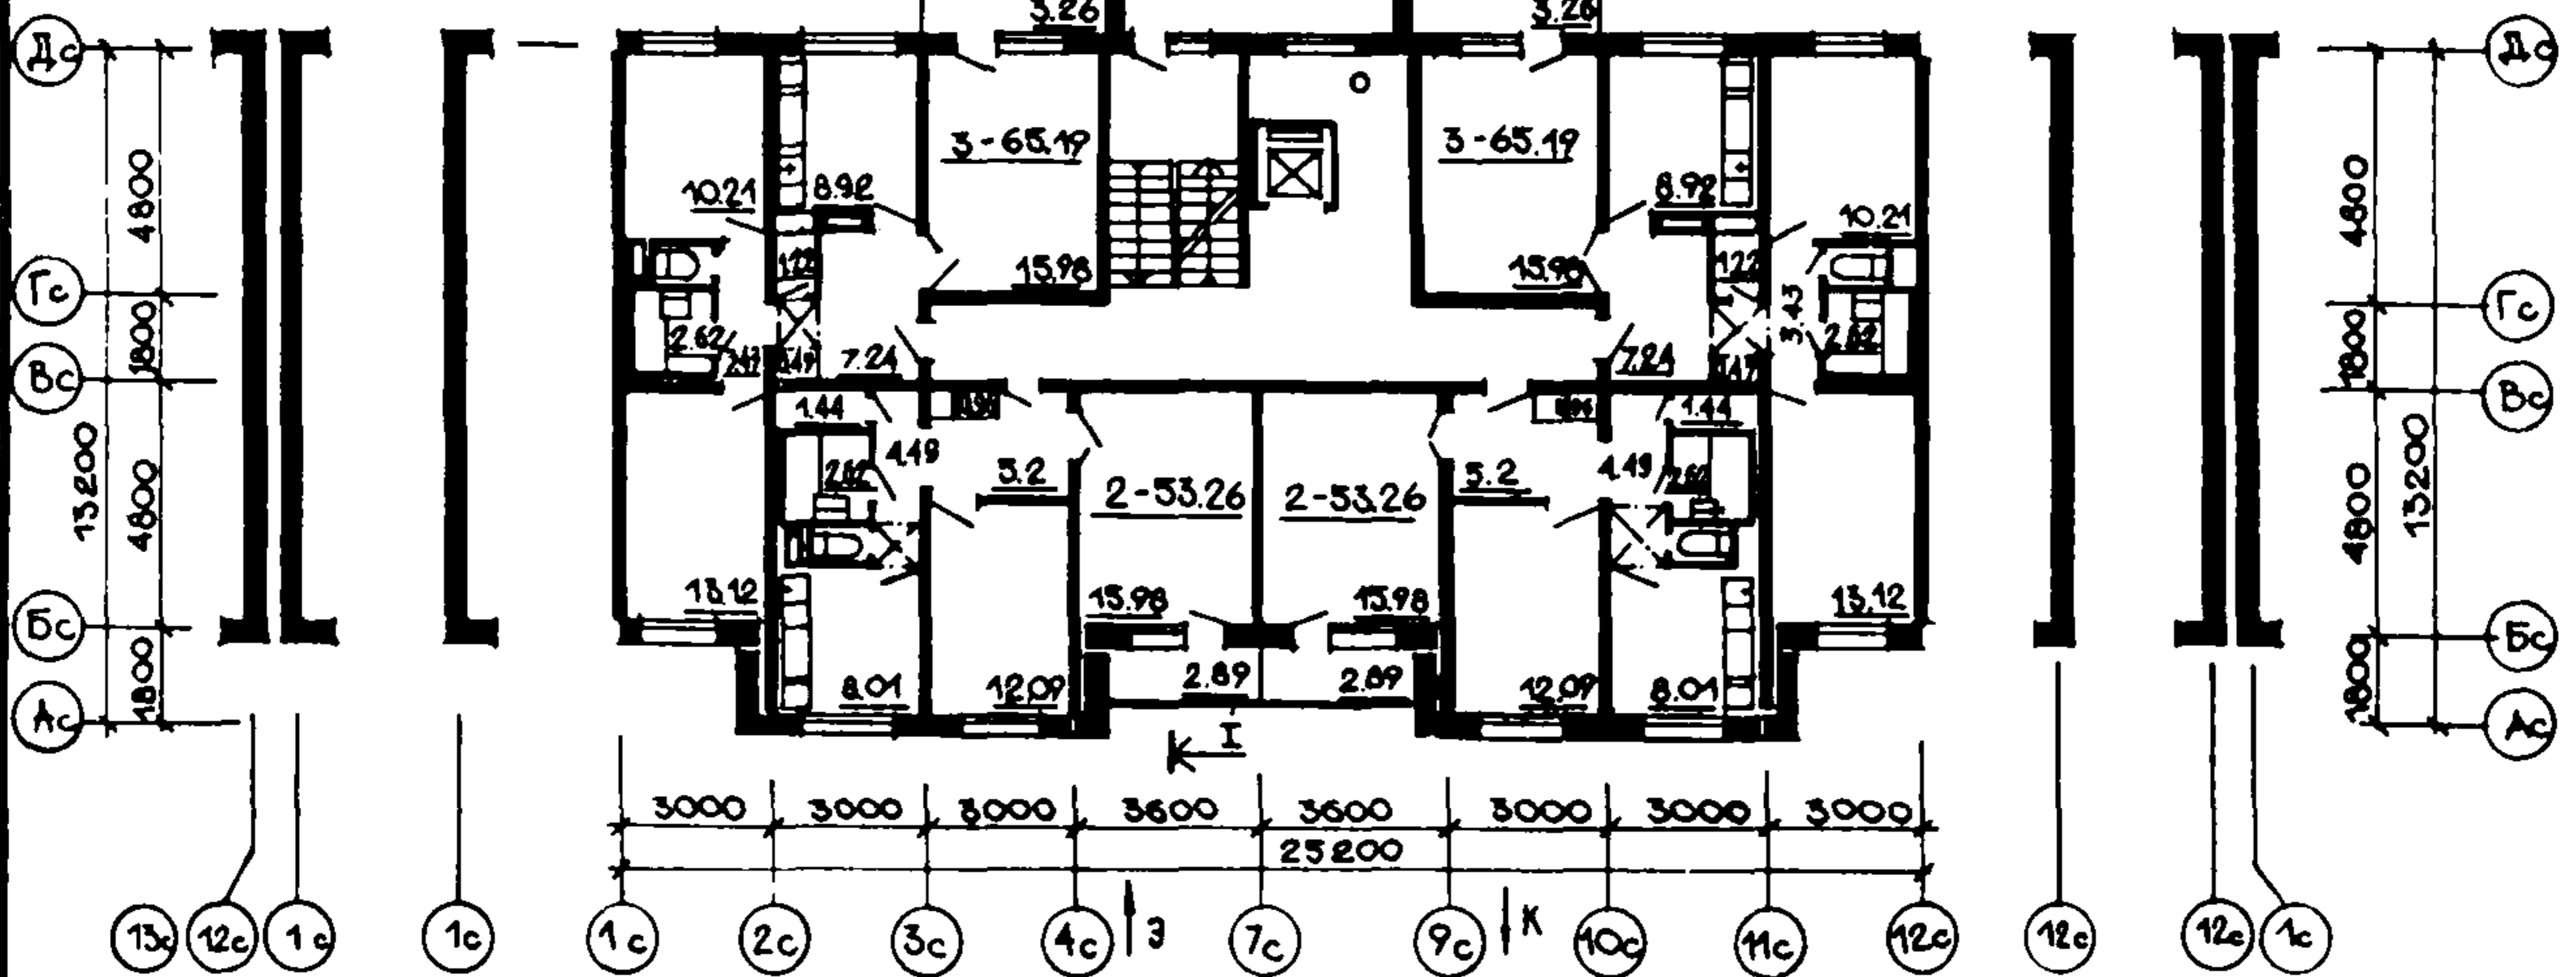 3.26 3.26
Дс Дс
4800 3-65.19 3-65.19 4800
10.21 8.92 8.92 10.21
1.22 15.98 15.98 1.22
Гс Гс
1800 2.62 7.24 7.24 1.47 3.43 2.62 1800
Вс Вс
1.44 1.44
13200 4800 2.62 4.49 5.2 2-53.26 2-53.26 5.2 4.49 2.62 4800 13200
13.12 15.98 15.98 13.12
Бс Бс
1800 8.01 12.09 2.89 2.89 12.09 8.01 1800
Ас Ас
I
3000 3000 3000 3600 3600 3000 3000 3000
25200
Э К
13с 12с 1с 1с 1с 2с 3с 4с 7с 9с 10с 11с 12с 12с 12с 1с